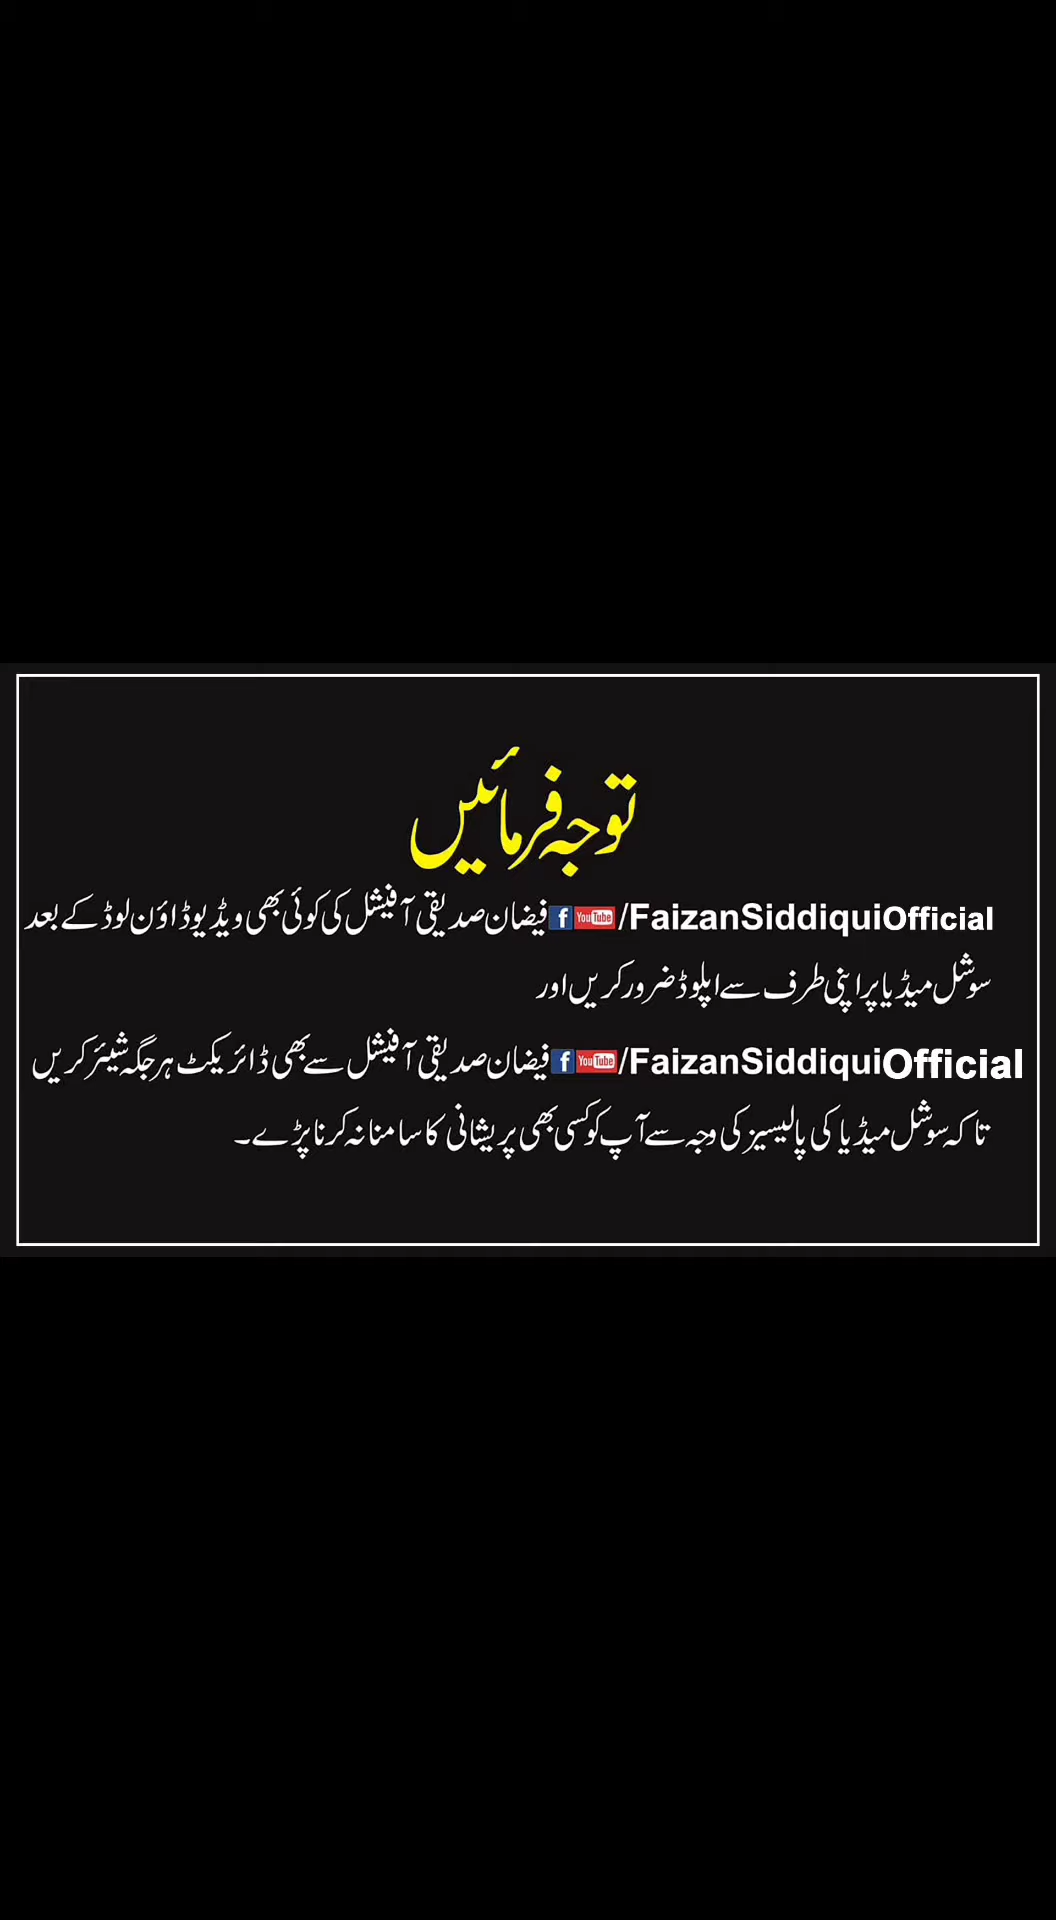 توجہ فرمائیں
FaizanSiddiquiOfficial/ YouTube f فیضان صدیقی آفیشل کی کوئی بھی ویڈیو ڈاؤن لوڈ کے بعد
سوشل میڈیا پر اپنی طرف سے اپلوڈ ضرور کریں اور
FaizanSiddiquiOfficial/ YouTube f فیضان صدیقی آفیشل سے بھی ڈائریکٹ ہر جگہ شیئر کریں
تاکہ سوشل میڈیا کی پالیسیز کی وجہ سے آپ کو کسی بھی پریشانی کا سامنا نہ کرنا پڑے۔